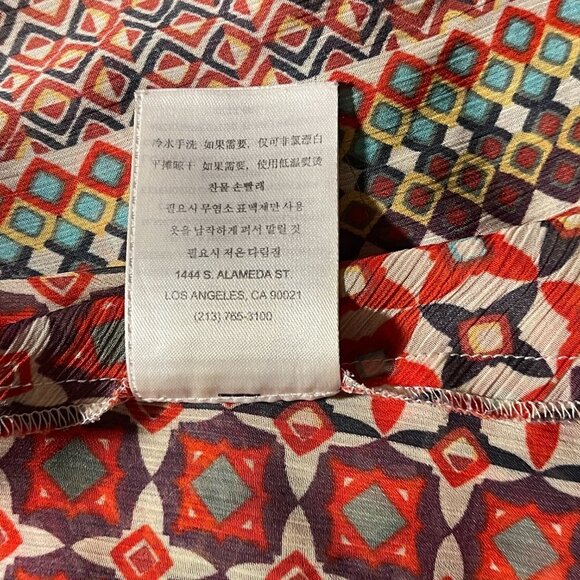 冷水手洗 如果需要，仅可非氯漂白
干摊晾干 如果需要，使用低温熨烫
찬물 손빨래
필요시 무염소 표백제만 사용
옷을 납작하게 펴서 말릴 것
필요시 저온다림질
1444 S. ALAMEDA ST.
LOS ANGELES, CA 90021
(213) 765-3100